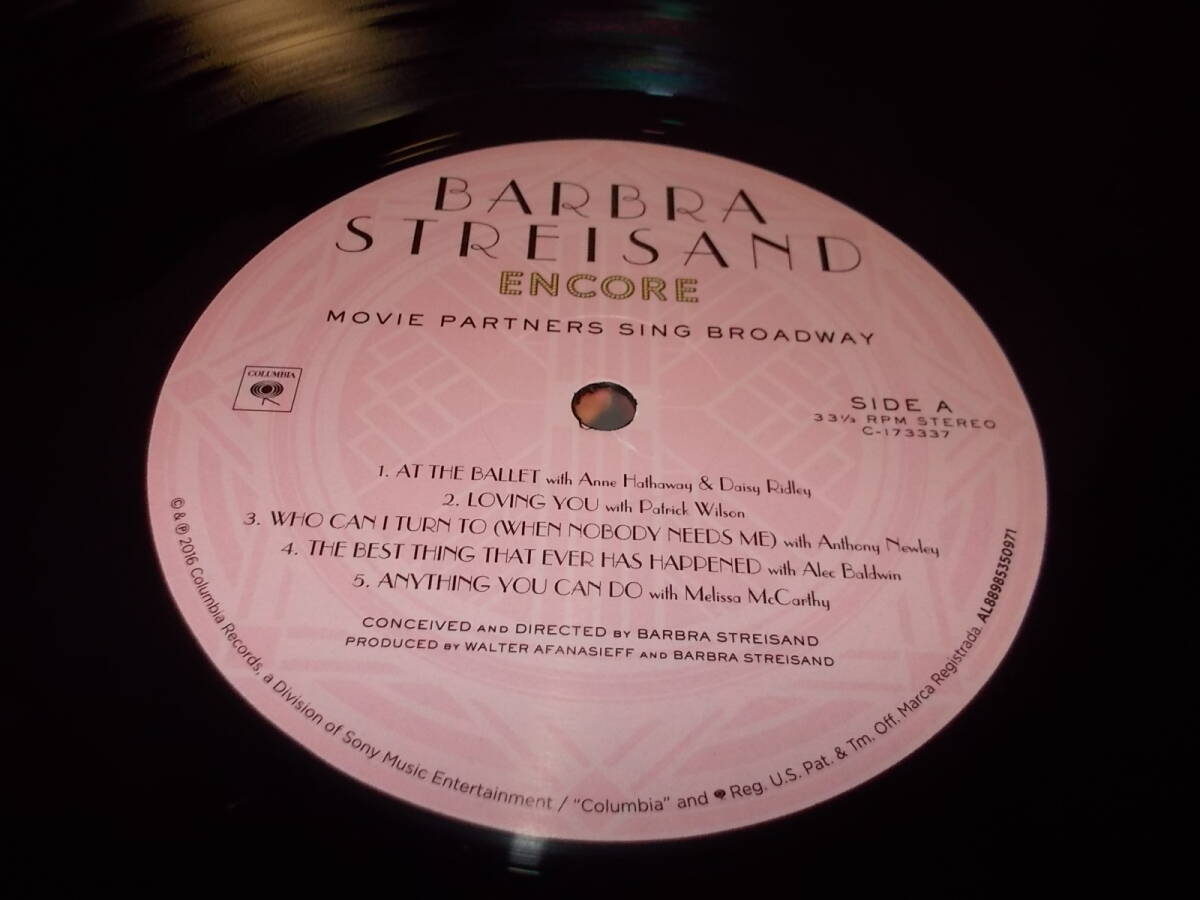 BARBRA
STREISAND
ENCORE
MOVIE PARTNERS SING BROADWAY
COLUMBIA
SIDE A
33⅓ RPM STEREO
C-173337
1. AT THE BALLET with Anne Hathaway & Daisy Ridley
2. LOVING YOU with Patrick Wilson
3. WHO CAN I TURN TO (WHEN NOBODY NEEDS ME) with Anthony Newley
4. THE BEST THING THAT EVER HAS HAPPENED with Alec Baldwin
5. ANYTHING YOU CAN DO with Melissa McCarthy
CONCEIVED AND DIRECTED BY BARBRA STREISAND
PRODUCED BY WALTER AFANASIEFF AND BARBRA STREISAND
© & ℗ 2016 Columbia Records, a Division of Sony Music Entertainment / "Columbia" and Reg. U.S. Pat. & Tm. Off. Marca Registrada. AL88985350971